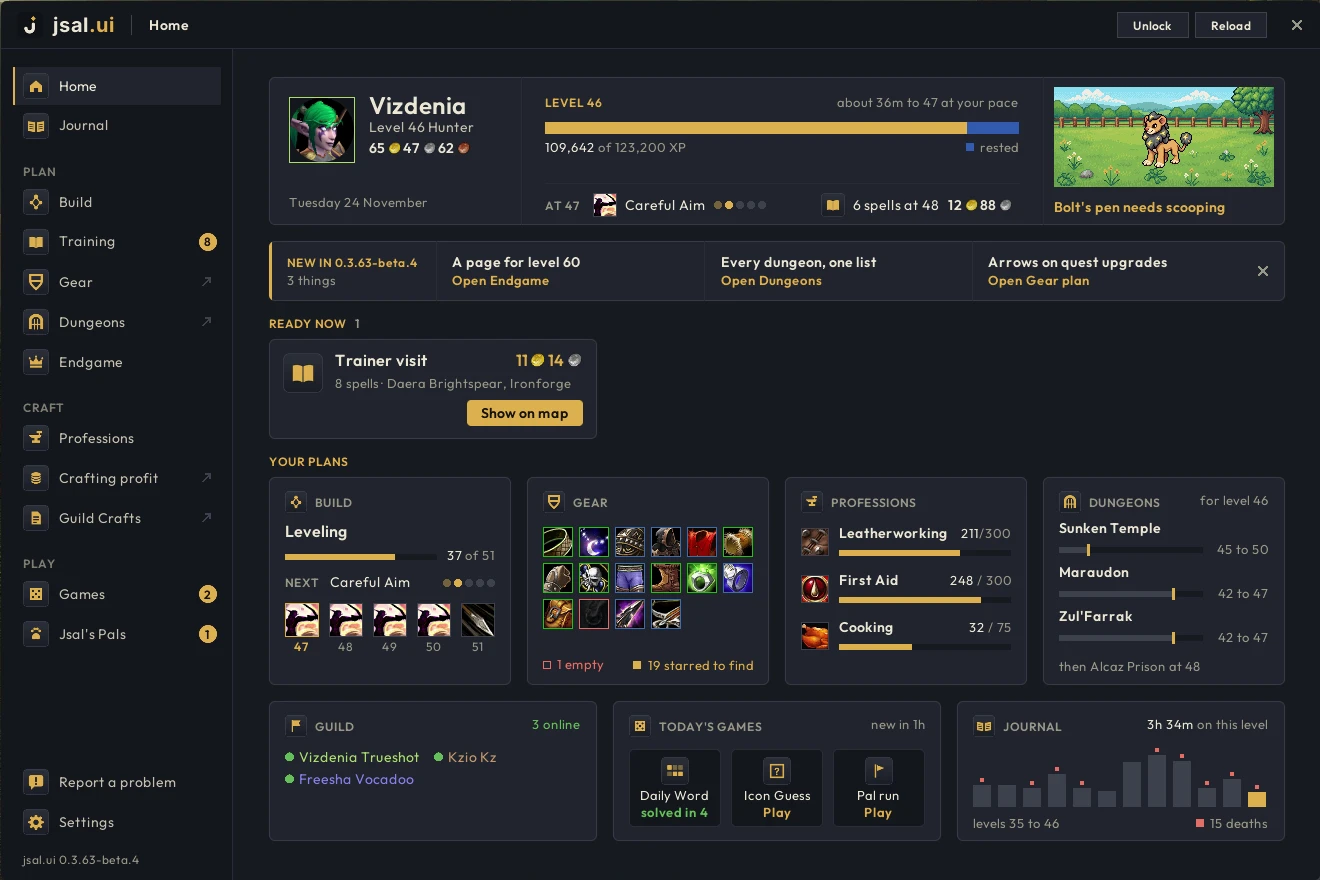 jsal.ui
Home
Unlock
Reload
Home
Journal
PLAN
Build
Training
8
Gear
Dungeons
Endgame
CRAFT
Professions
Crafting profit
Guild Crafts
PLAY
Games
2
Jsal's Pals
1
Report a problem
Settings
jsal.ui 0.3.63-beta.4
Vizdenia
Level 46 Hunter
65 47 62
Tuesday 24 November
LEVEL 46
about 36m to 47 at your pace
109,642 of 123,200 XP
rested
AT 47
Careful Aim
6 spells at 48
12 88
Bolt's pen needs scooping
NEW IN 0.3.63-beta.4
3 things
A page for level 60
Open Endgame
Every dungeon, one list
Open Dungeons
Arrows on quest upgrades
Open Gear plan
READY NOW 1
Trainer visit
11 14
8 spells · Daera Brightspear, Ironforge
Show on map
YOUR PLANS
BUILD
Leveling
37 of 51
NEXT Careful Aim
47 48 49 50 51
GEAR
1 empty
19 starred to find
PROFESSIONS
Leatherworking 211/300
First Aid 248 / 300
Cooking 32 / 75
DUNGEONS
for level 46
Sunken Temple
45 to 50
Maraudon
42 to 47
Zul'Farrak
42 to 47
then Alcaz Prison at 48
GUILD
3 online
Vizdenia Trueshot
Kzio Kz
Freesha Vocadoo
TODAY'S GAMES
new in 1h
Daily Word
solved in 4
Icon Guess
Play
Pal run
Play
JOURNAL
3h 34m on this level
levels 35 to 46
15 deaths